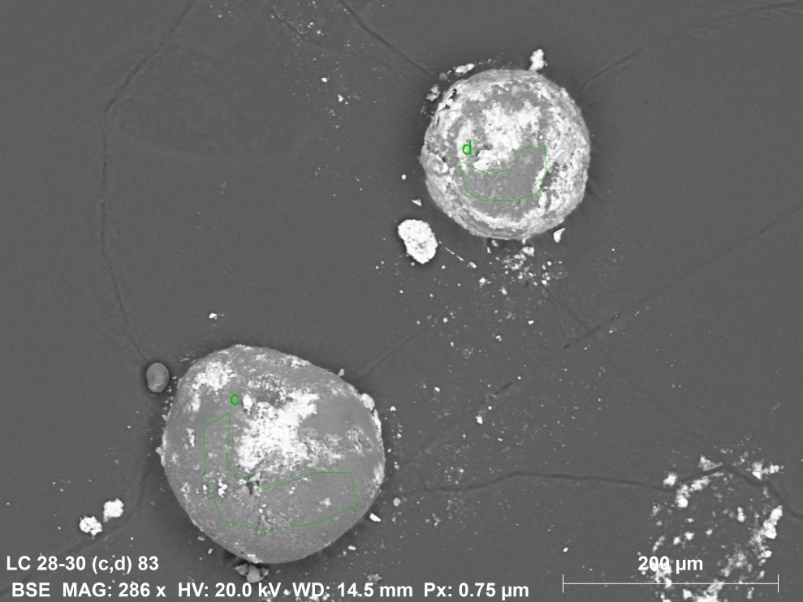 d
c
LC 28-30 (c,d) 83
200 µm
BSE MAG: 286 x HV: 20.0 kV WD: 14.5 mm Px: 0.75 µm